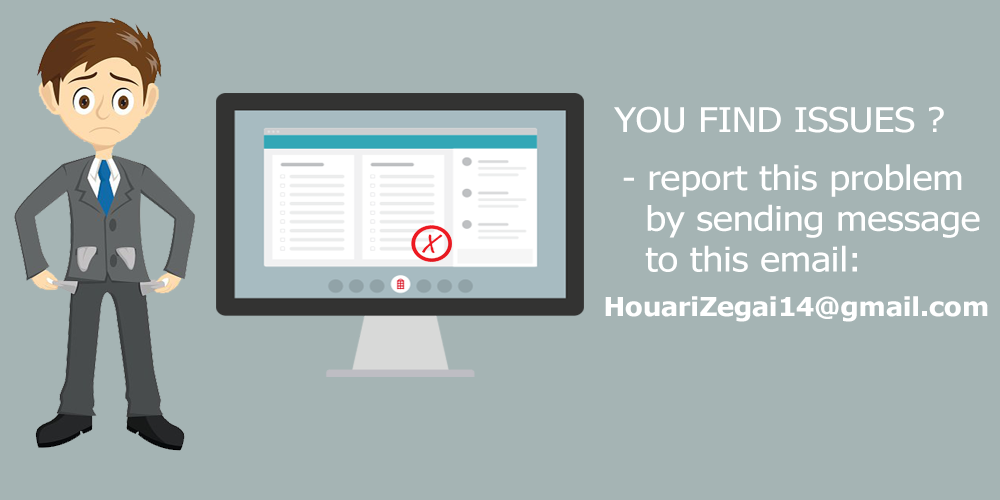 YOU FIND ISSUES ?
- report this problem
by sending message
to this email:
HouariZegai14@gmail.com